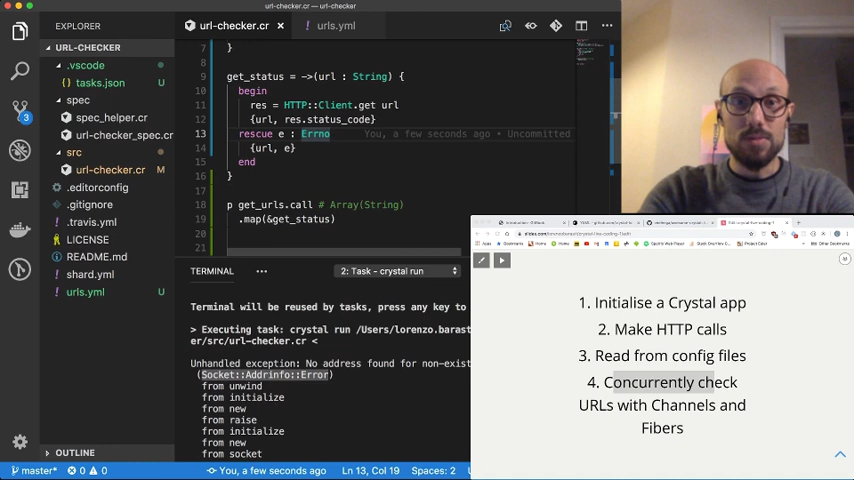 url-checker.cr — url-checker
EXPLORER
url-checker.cr
urls.yml
URL-CHECKER
.vscode
tasks.json U
spec
spec_helper.cr
url-checker_spec.cr
src
url-checker.cr M
.editorconfig
.gitignore
.travis.yml
LICENSE
README.md
shard.yml
urls.yml U
OUTLINE
3
7 }
8
9 get_status = ->(url : String) {
10 begin
11 res = HTTP::Client.get url
12 {url, res.status_code}
13 rescue e : Errno You, a few seconds ago • Uncommitted
14 {url, e}
15 end
16 }
17
18 p get_urls.call # Array(String)
19 .map(&get_status)
20
21
TERMINAL ••• 2: Task - crystal run
Terminal will be reused by tasks, press any key to
> Executing task: crystal run /Users/lorenzo.barast
er/src/url-checker.cr <
Unhandled exception: No address found for non-exist
(Socket::Addrinfo::Error)
from unwind
from initialize
from new
from raise
from initialize
from new
from socket
1. Initialise a Crystal app
2. Make HTTP calls
3. Read from config files
4. Concurrently check
URLs with Channels and
Fibers
master* 0 0 You, a few seconds ago Ln 13, Col 19 Spaces: 2